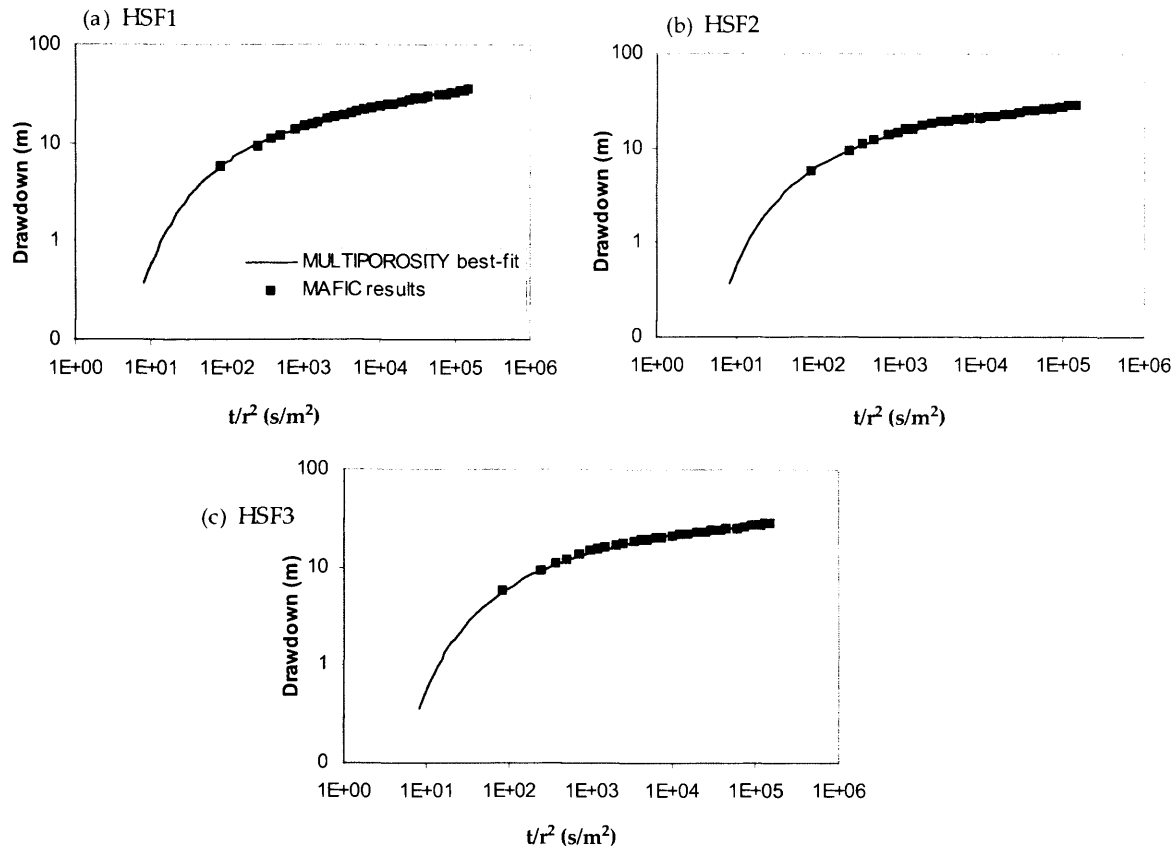 (a) HSF1
100
10
1
0
Drawdown (m)
MULTIPOROSITY best-fit
MAFIC results
1E+00 1E+01 1E+02 1E+03 1E+04 1E+05 1E+06
t/r² (s/m²)
(b) HSF2
100
10
1
0
Drawdown (m)
1E+00 1E+01 1E+02 1E+03 1E+04 1E+05 1E+06
t/r² (s/m²)
(c) HSF3
100
10
1
0
Drawdown (m)
1E+00 1E+01 1E+02 1E+03 1E+04 1E+05 1E+06
t/r² (s/m²)